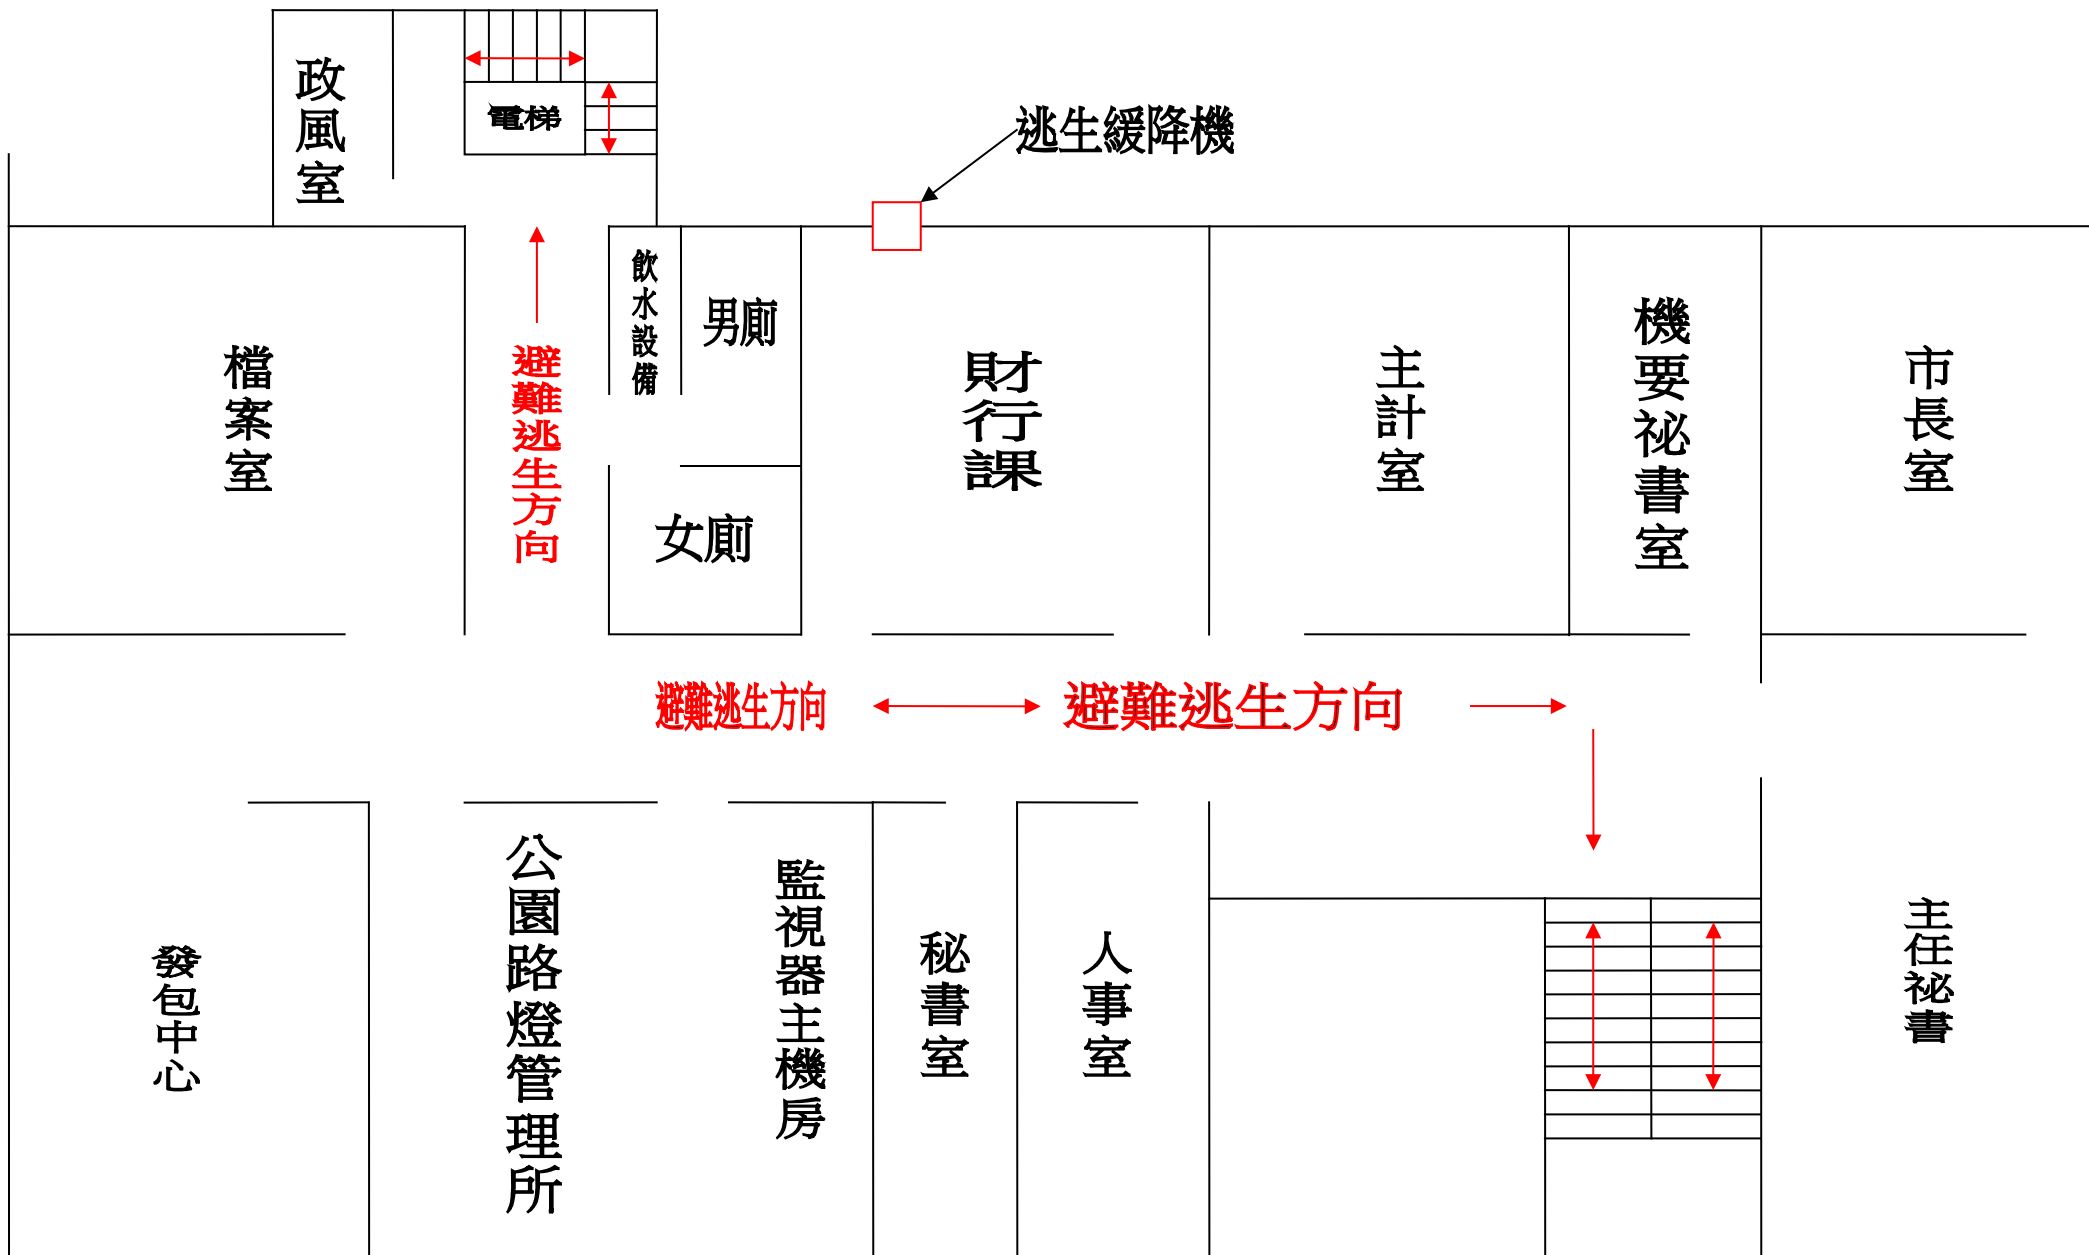 政風室
電梯
逃生緩降機
檔案室
避難逃生方向
飲水設備
男廁
女廁
財行課
主計室
機要祕書室
市長室
避難逃生方向
避難逃生方向
發包中心
公園路燈管理所
監視器主機房
秘書室
人事室
主任祕書